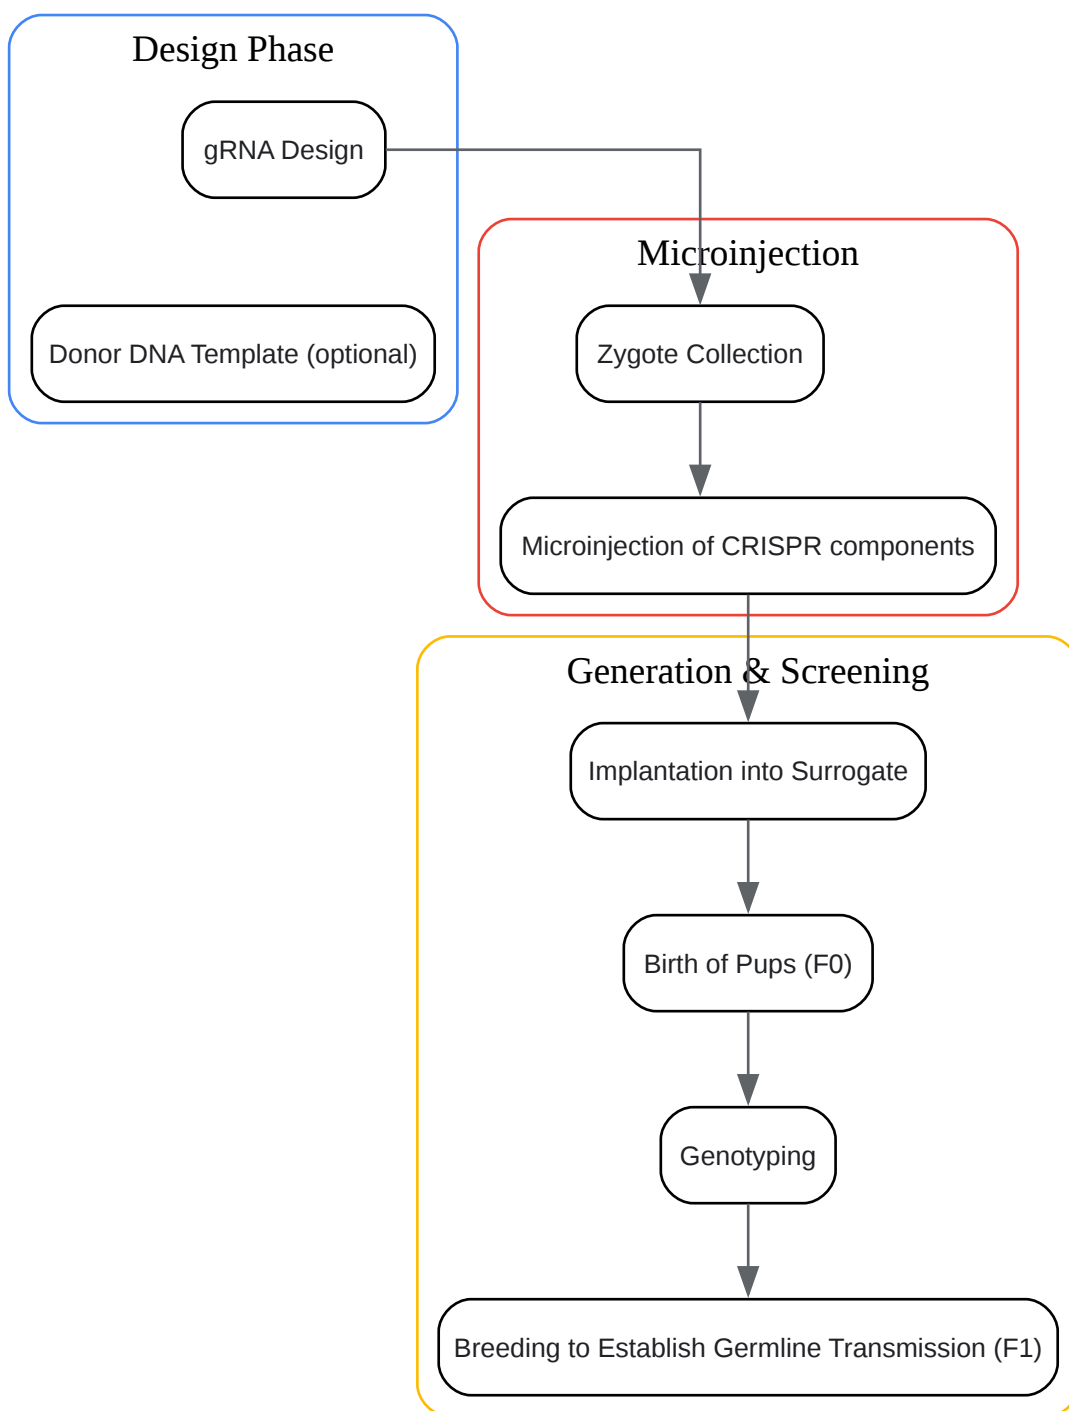 Design Phase
gRNA Design
Donor DNA Template (optional)
Microinjection
Zygote Collection
Microinjection of CRISPR components
Generation & Screening
Implantation into Surrogate
Birth of Pups (F0)
Genotyping
Breeding to Establish Germline Transmission (F1)